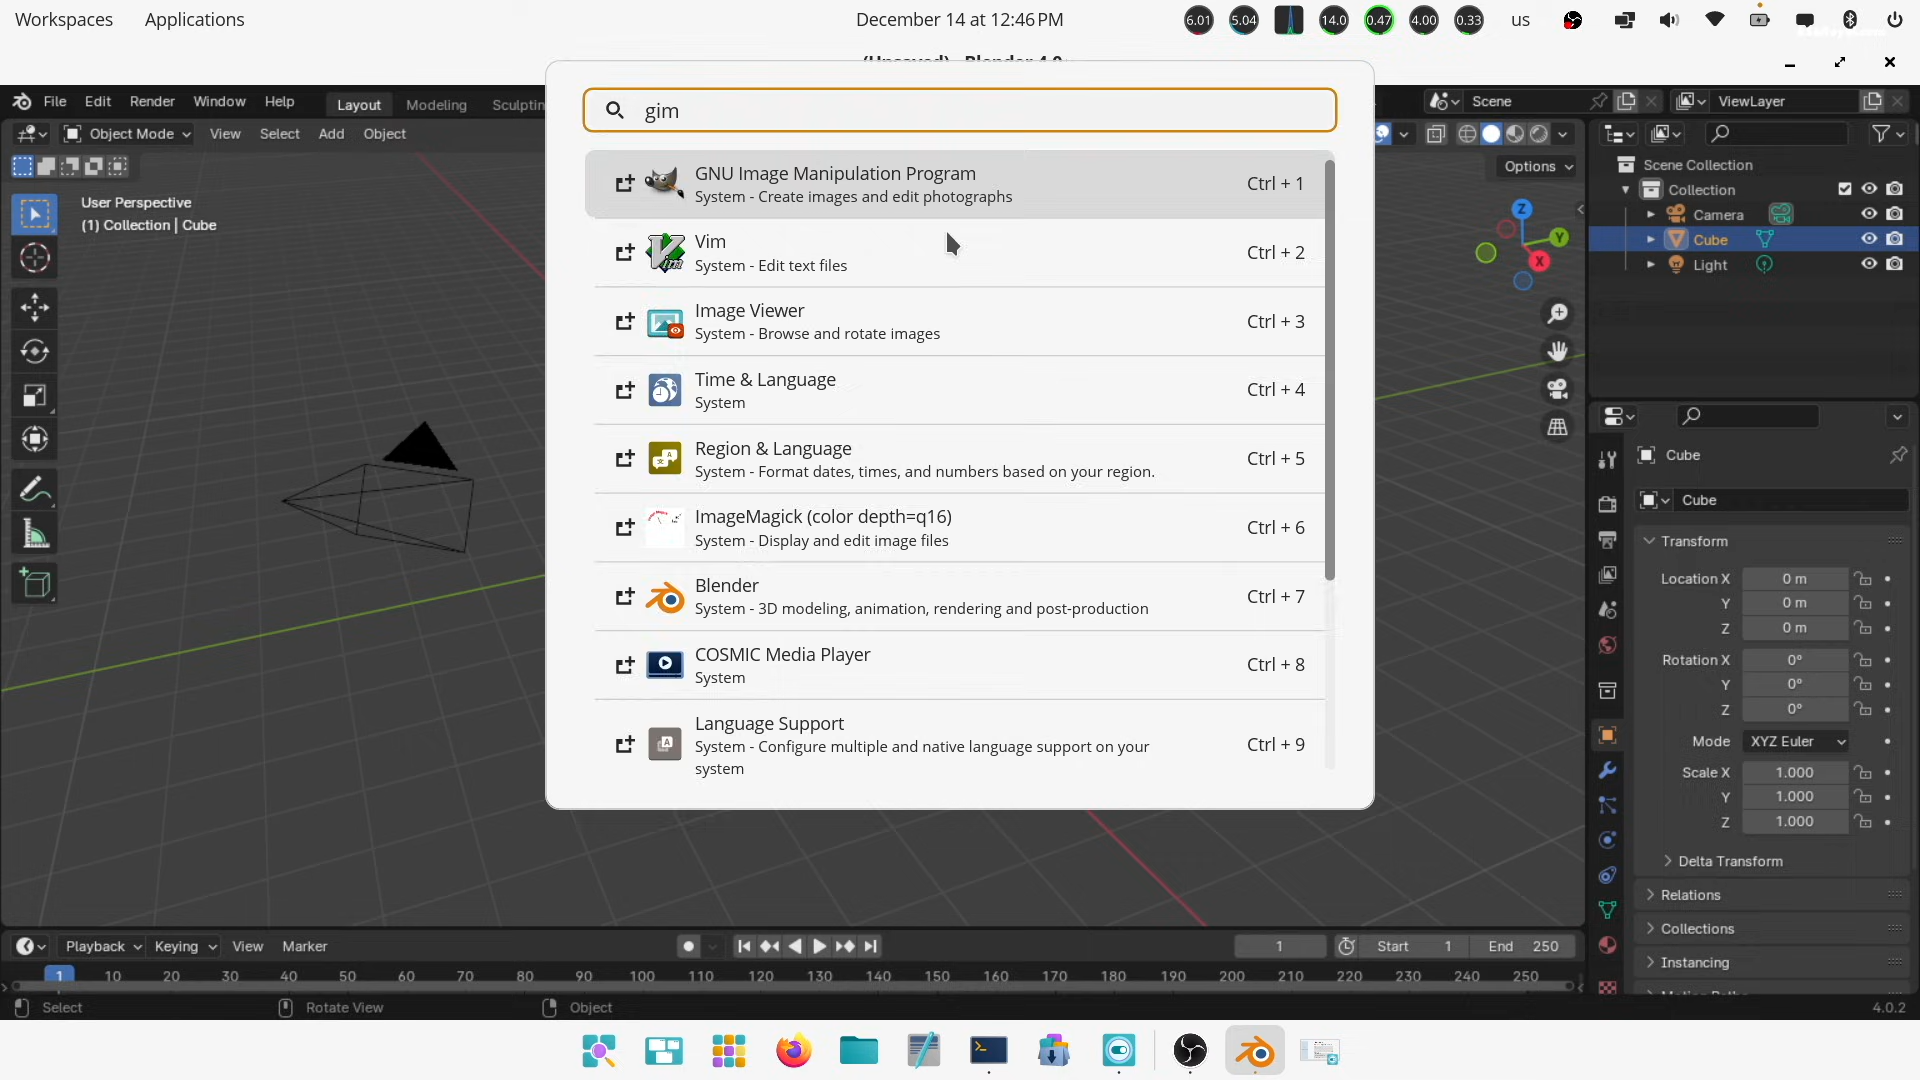 Workspaces Applications December 14 at 12:46 PM 6.01 5.04 14.0 0.47 4.00 0.33 us
(Unsaved) - Blender 4.0
File Edit Render Window Help Layout Modeling Sculptin Scene ViewLayer
gim
Object Mode View Select Add Object
Options
GNU Image Manipulation Program
System - Create images and edit photographs
Ctrl + 1
Vim
System - Edit text files
Ctrl + 2
Image Viewer
System - Browse and rotate images
Ctrl + 3
Time & Language
System
Ctrl + 4
Region & Language
System - Format dates, times, and numbers based on your region.
Ctrl + 5
ImageMagick (color depth=q16)
System - Display and edit image files
Ctrl + 6
Blender
System - 3D modeling, animation, rendering and post-production
Ctrl + 7
COSMIC Media Player
System
Ctrl + 8
Language Support
System - Configure multiple and native language support on your
system
Ctrl + 9
User Perspective
(1) Collection | Cube
Z
Y
X
Scene Collection
Collection
Camera
Cube
Light
Cube
Cube
Transform
Location X 0 m
Y 0 m
Z 0 m
Rotation X 0°
Y 0°
Z 0°
Mode XYZ Euler
Scale X 1.000
Y 1.000
Z 1.000
Delta Transform
Relations
Collections
Instancing
Playback Keying View Marker 1 Start 1 End 250
1 10 20 30 40 50 60 70 80 90 100 110 120 130 140 150 160 170 180 190 200 210 220 230 240 250
Select Rotate View Object 4.0.2